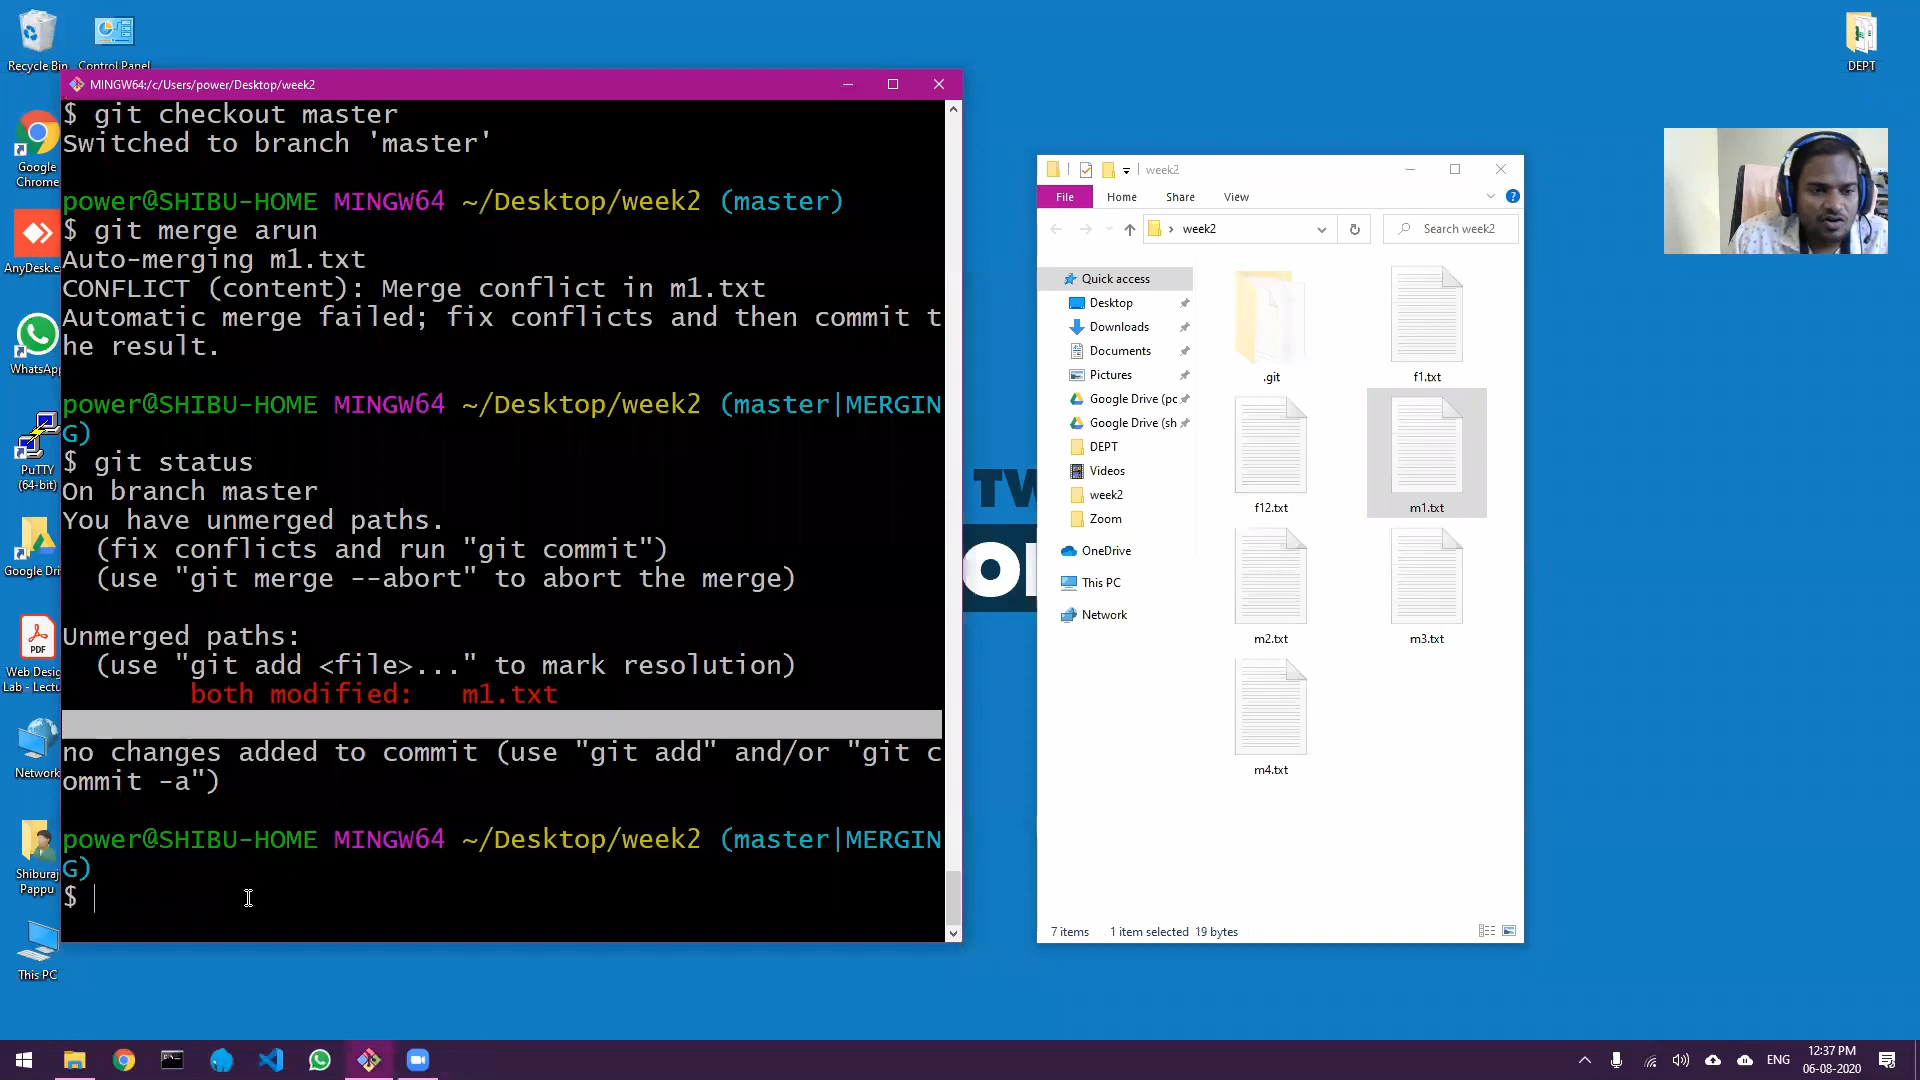 Recycle Bin
Control Panel
DEPT
MINGW64:/c/Users/power/Desktop/week2
$ git checkout master
Switched to branch 'master'
power@SHIBU-HOME MINGW64 ~/Desktop/week2 (master)
$ git merge arun
Auto-merging m1.txt
CONFLICT (content): Merge conflict in m1.txt
Automatic merge failed; fix conflicts and then commit t
he result.
power@SHIBU-HOME MINGW64 ~/Desktop/week2 (master|MERGIN
G)
$ git status
On branch master
You have unmerged paths.
(fix conflicts and run "git commit")
(use "git merge --abort" to abort the merge)
Unmerged paths:
(use "git add <file>..." to mark resolution)
both modified:   m1.txt
no changes added to commit (use "git add" and/or "git c
ommit -a")
power@SHIBU-HOME MINGW64 ~/Desktop/week2 (master|MERGIN
G)
$
Google
Chrome
AnyDesk.e
WhatsApp
PuTTY
(64-bit)
Google Dri
PDF
Web Desig
Lab - Lectu
Network
Shiburaj
Pappu
This PC
TW
week2
File
Home
Share
View
week2
Search week2
Quick access
Desktop
Downloads
Documents
Pictures
Google Drive (pc
Google Drive (sh
DEPT
Videos
week2
Zoom
OneDrive
This PC
Network
.git
f1.txt
f12.txt
m1.txt
m2.txt
m3.txt
m4.txt
7 items
1 item selected 19 bytes
ENG
12:37 PM
06-08-2020